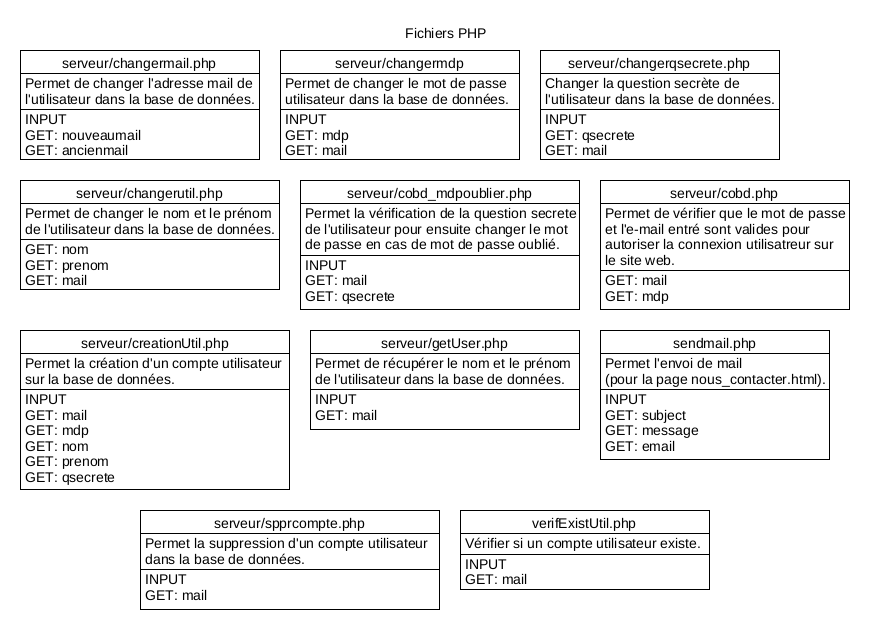 Fichiers PHP
serveur/changermail.php
Permet de changer l'adresse mail de
l'utilisateur dans la base de données.
INPUT
GET: nouveaumail
GET: ancienmail
serveur/changermdp
Permet de changer le mot de passe
utilisateur dans la base de données.
INPUT
GET: mdp
GET: mail
serveur/changerqsecrete.php
Changer la question secrète de
l'utilisateur dans la base de données.
INPUT
GET: qsecrete
GET: mail
serveur/changerutil.php
Permet de changer le nom et le prénom
de l'utilisateur dans la base de données.
GET: nom
GET: prenom
GET: mail
serveur/cobd_mdpoublier.php
Permet la vérification de la question secrete
de l'utilisateur pour ensuite changer le mot
de passe en cas de mot de passe oublié.
INPUT
GET: mail
GET: qsecrete
serveur/cobd.php
Permet de vérifier que le mot de passe
et l'e-mail entré sont valides pour
autoriser la connexion utilisatreur sur
le site web.
GET: mail
GET: mdp
serveur/creationUtil.php
Permet la création d'un compte utilisateur
sur la base de données.
INPUT
GET: mail
GET: mdp
GET: nom
GET: prenom
GET: qsecrete
serveur/getUser.php
Permet de récupérer le nom et le prénom
de l'utilisateur dans la base de données.
INPUT
GET: mail
sendmail.php
Permet l'envoi de mail
(pour la page nous_contacter.html).
INPUT
GET: subject
GET: message
GET: email
serveur/spprcompte.php
Permet la suppression d'un compte utilisateur
dans la base de données.
INPUT
GET: mail
verifExistUtil.php
Vérifier si un compte utilisateur existe.
INPUT
GET: mail